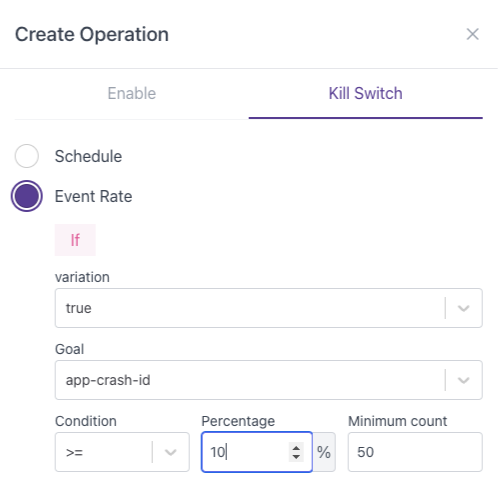 Create Operation
Enable Kill Switch
Schedule
Event Rate
If
variation
true
Goal
app-crash-id
Condition Percentage Minimum count
>= 10 % 50